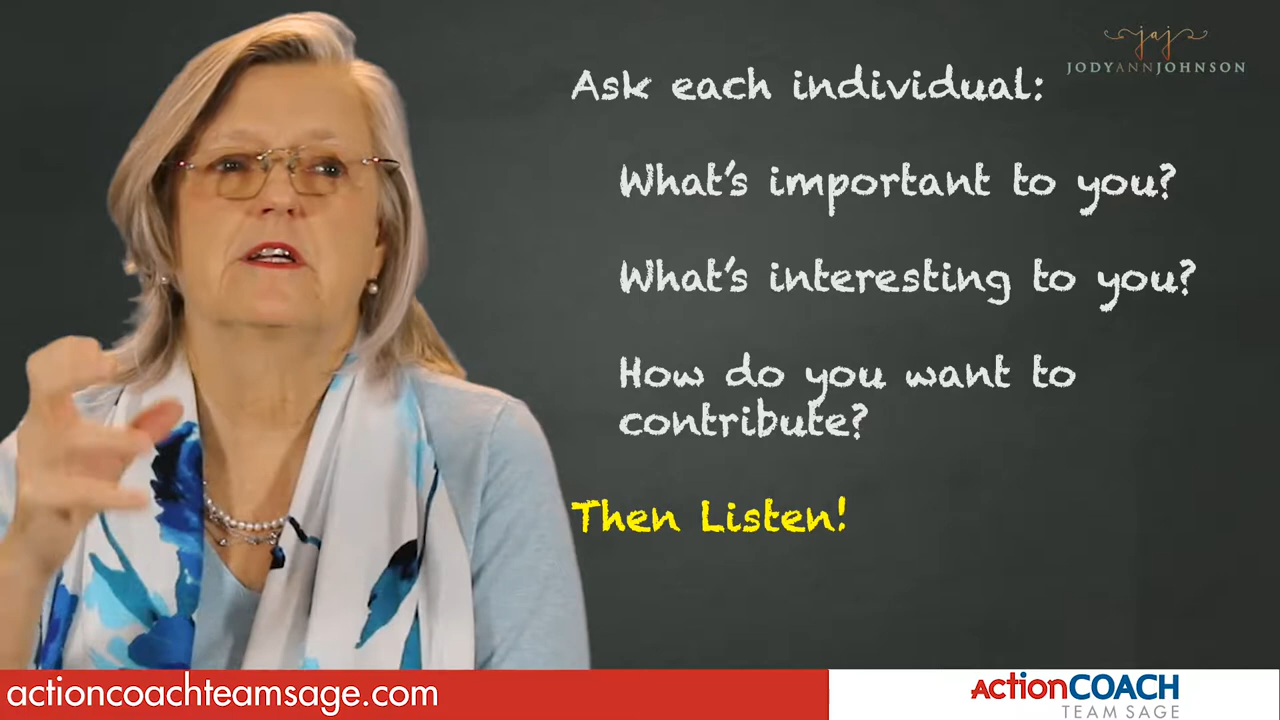 jaj
JODYANNJOHNSON
Ask each individual:
What's important to you?
What's interesting to you?
How do you want to
contribute?
Then Listen!
actioncoachteamsage.com
ActionCOACH
TEAM SAGE